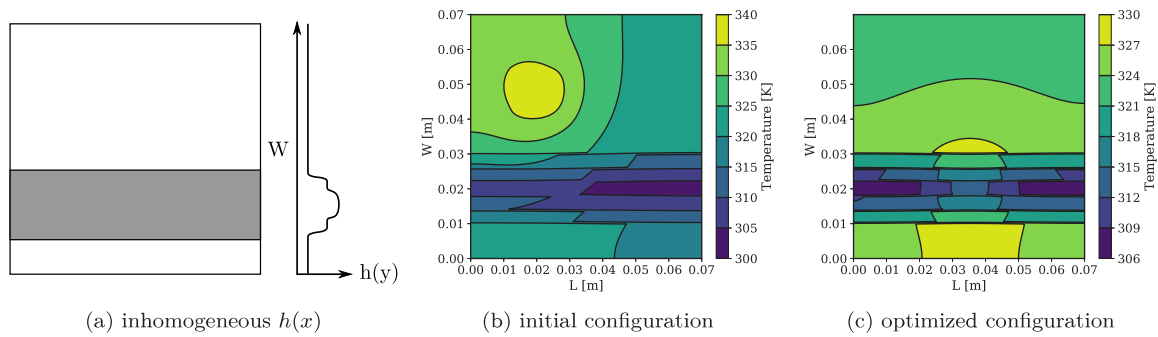 W
h(y)
(a) inhomogeneous h(x)
0.07
0.06
0.05
0.04
0.03
0.02
0.01
0.00
W [m]
0.00 0.01 0.02 0.03 0.04 0.05 0.06 0.07
L [m]
340
335
330
325
320
315
310
305
300
Temperature [K]
(b) initial configuration
0.07
0.06
0.05
0.04
0.03
0.02
0.01
0.00
W [m]
0.00 0.01 0.02 0.03 0.04 0.05 0.06 0.07
L [m]
330
327
324
321
318
315
312
309
306
Temperature [K]
(c) optimized configuration